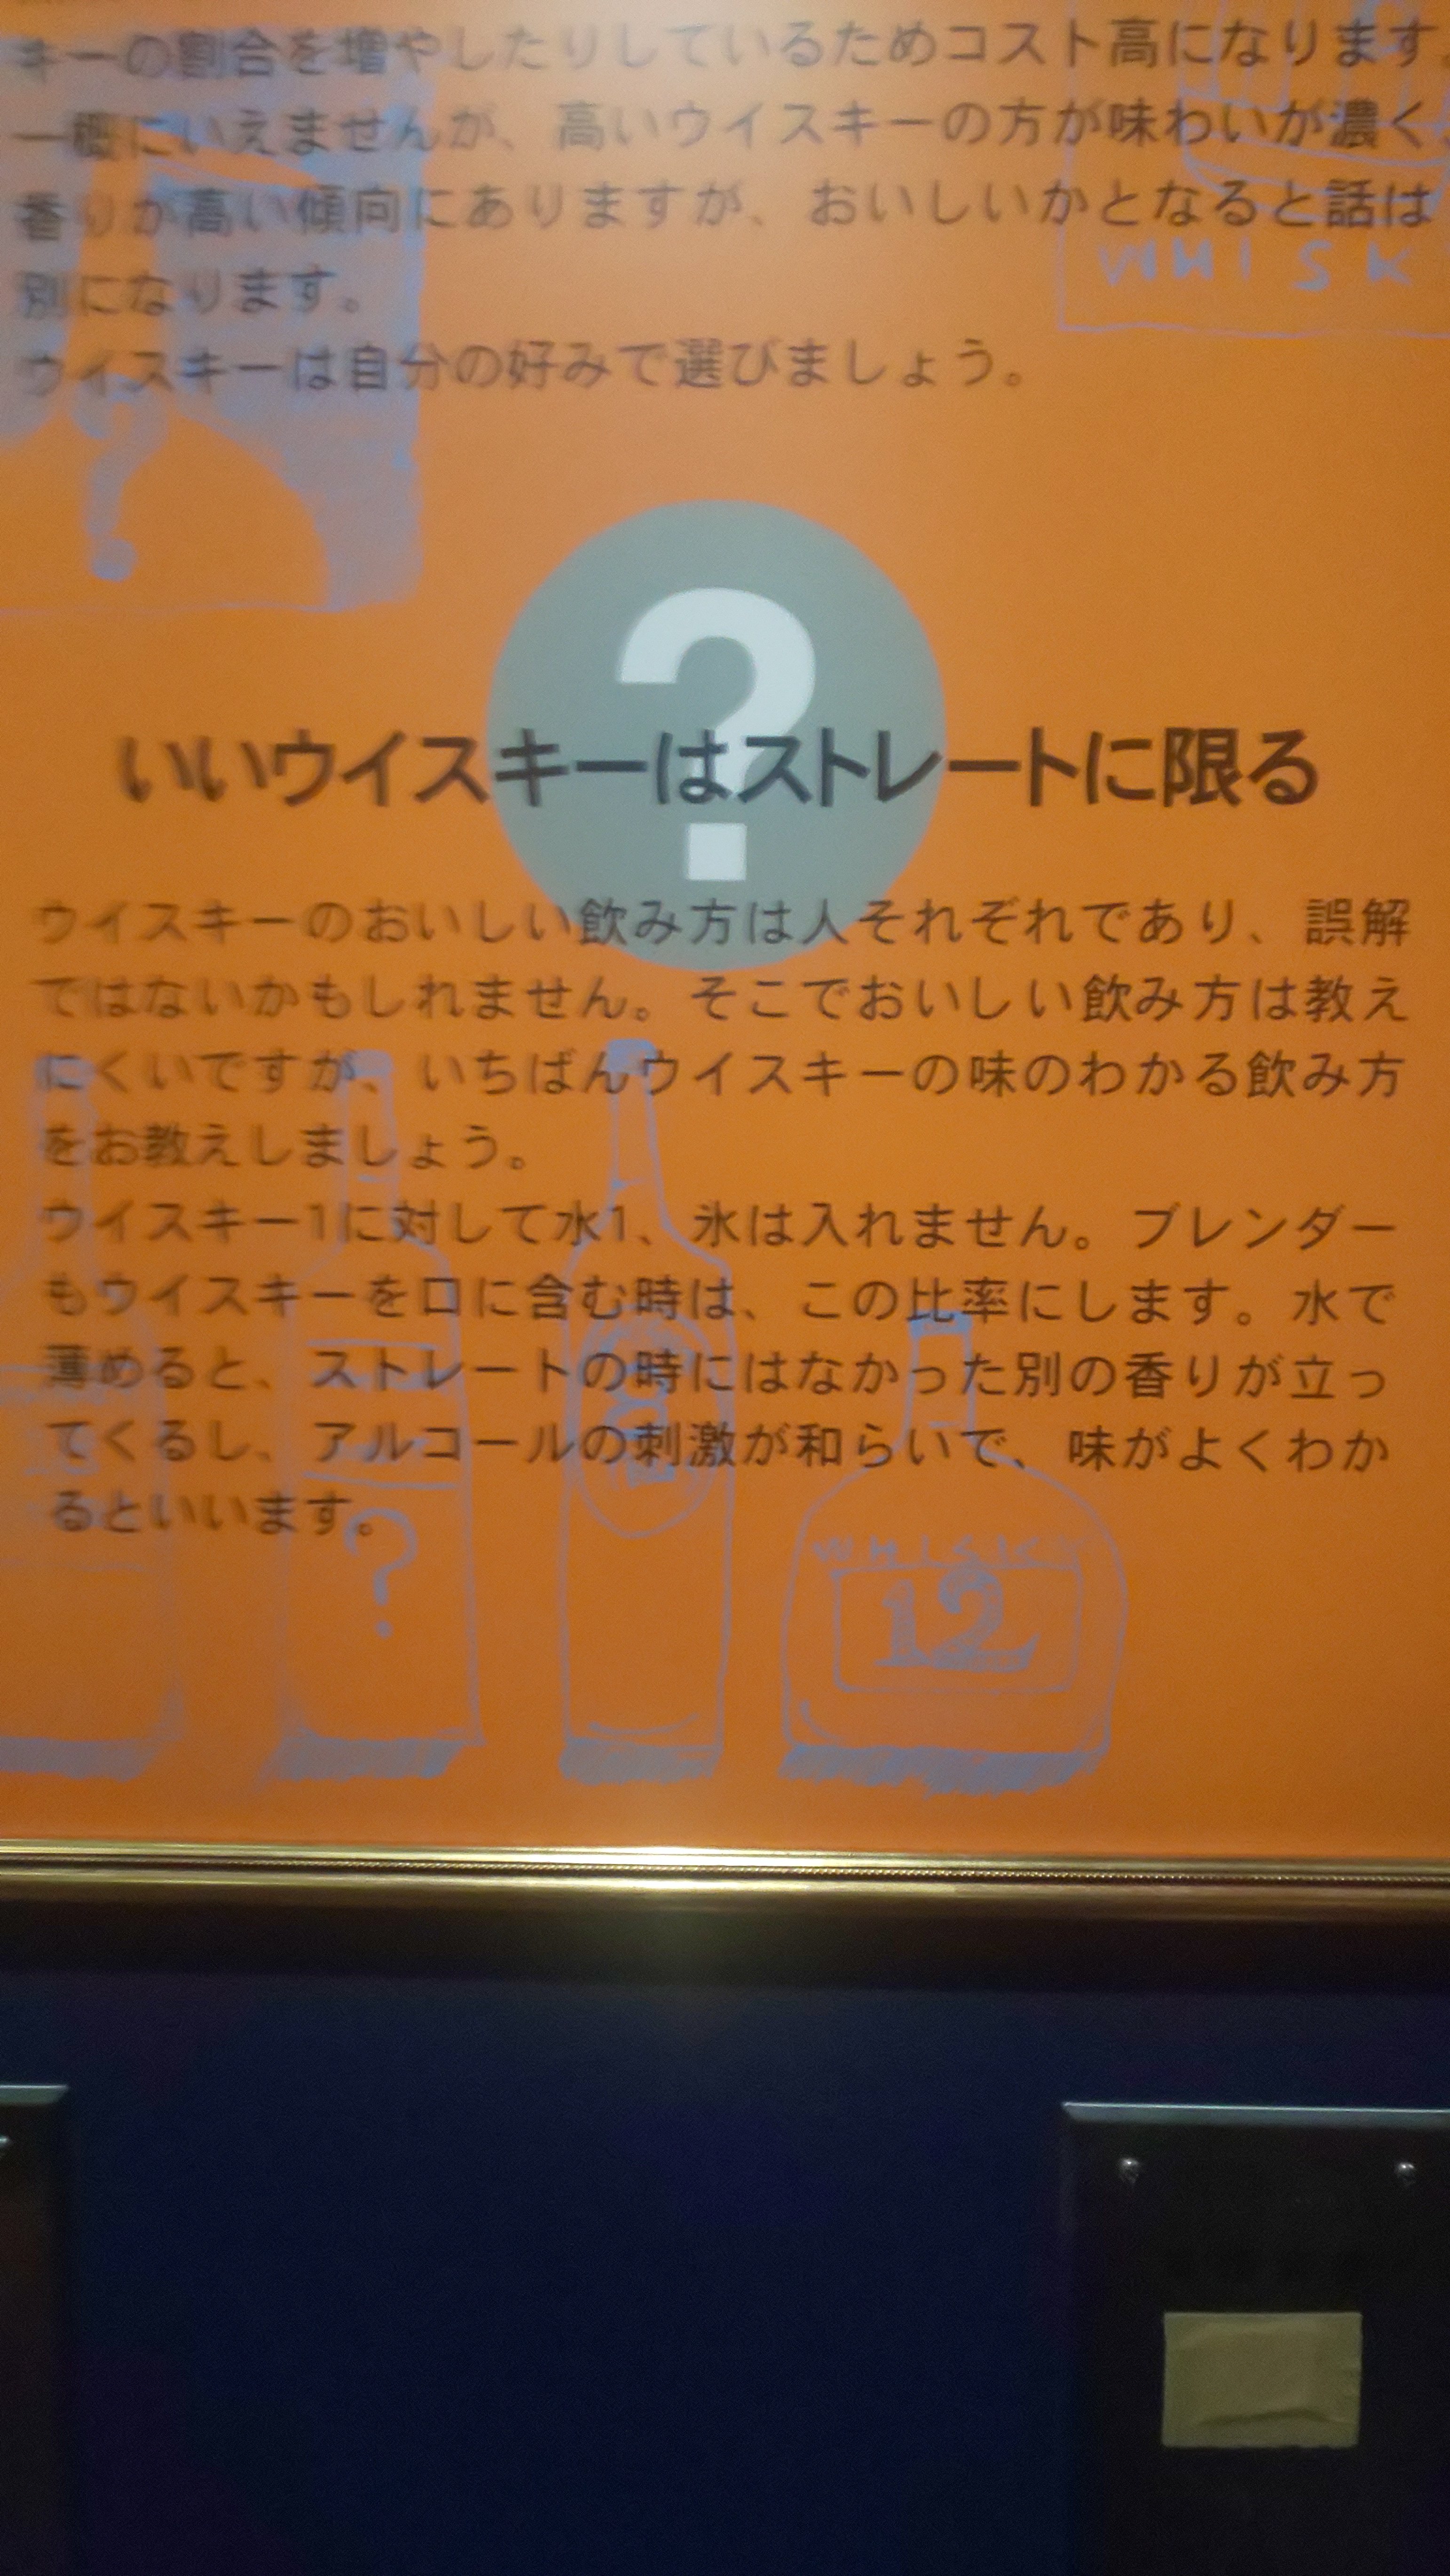 キーの割合を増やしたりしているためコスト高になります。
一概にいえませんが、高いウイスキーの方が味わいが濃く、
香りが高い傾向にありますが、おいしいかとなると話は
別になります。
WHISK
ウイスキーは自分の好みで選びましょう。
?
?
いいウイスキーはストレートに限る
ウイスキーのおいしい飲み方は人それぞれであり、誤解
ではないかもしれません。そこでおいしい飲み方は教え
にくいですが、いちばんウイスキーの味のわかる飲み方
をお教えしましょう。
ウイスキー1に対して水1、氷は入れません。ブレンダー
もウイスキーを口に含む時は、この比率にします。水で
薄めると、ストレートの時にはなかった別の香りが立っ
てくるし、アルコールの刺激が和らいで、味がよくわか
るといいます。
?
WHISKY
12